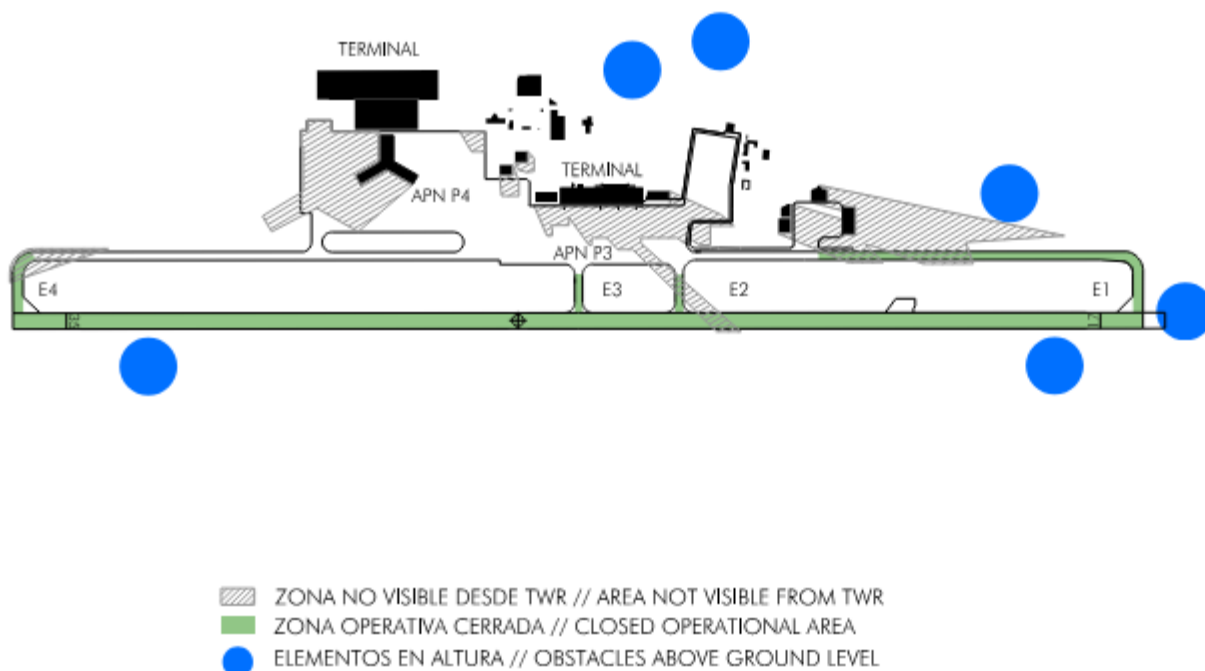 TERMINAL
TERMINAL
APN P4
APN P3
E4
E3
E2
E1
ZONA NO VISIBLE DESDE TWR // AREA NOT VISIBLE FROM TWR
ZONA OPERATIVA CERRADA // CLOSED OPERATIONAL AREA
ELEMENTOS EN ALTURA // OBSTACLES ABOVE GROUND LEVEL